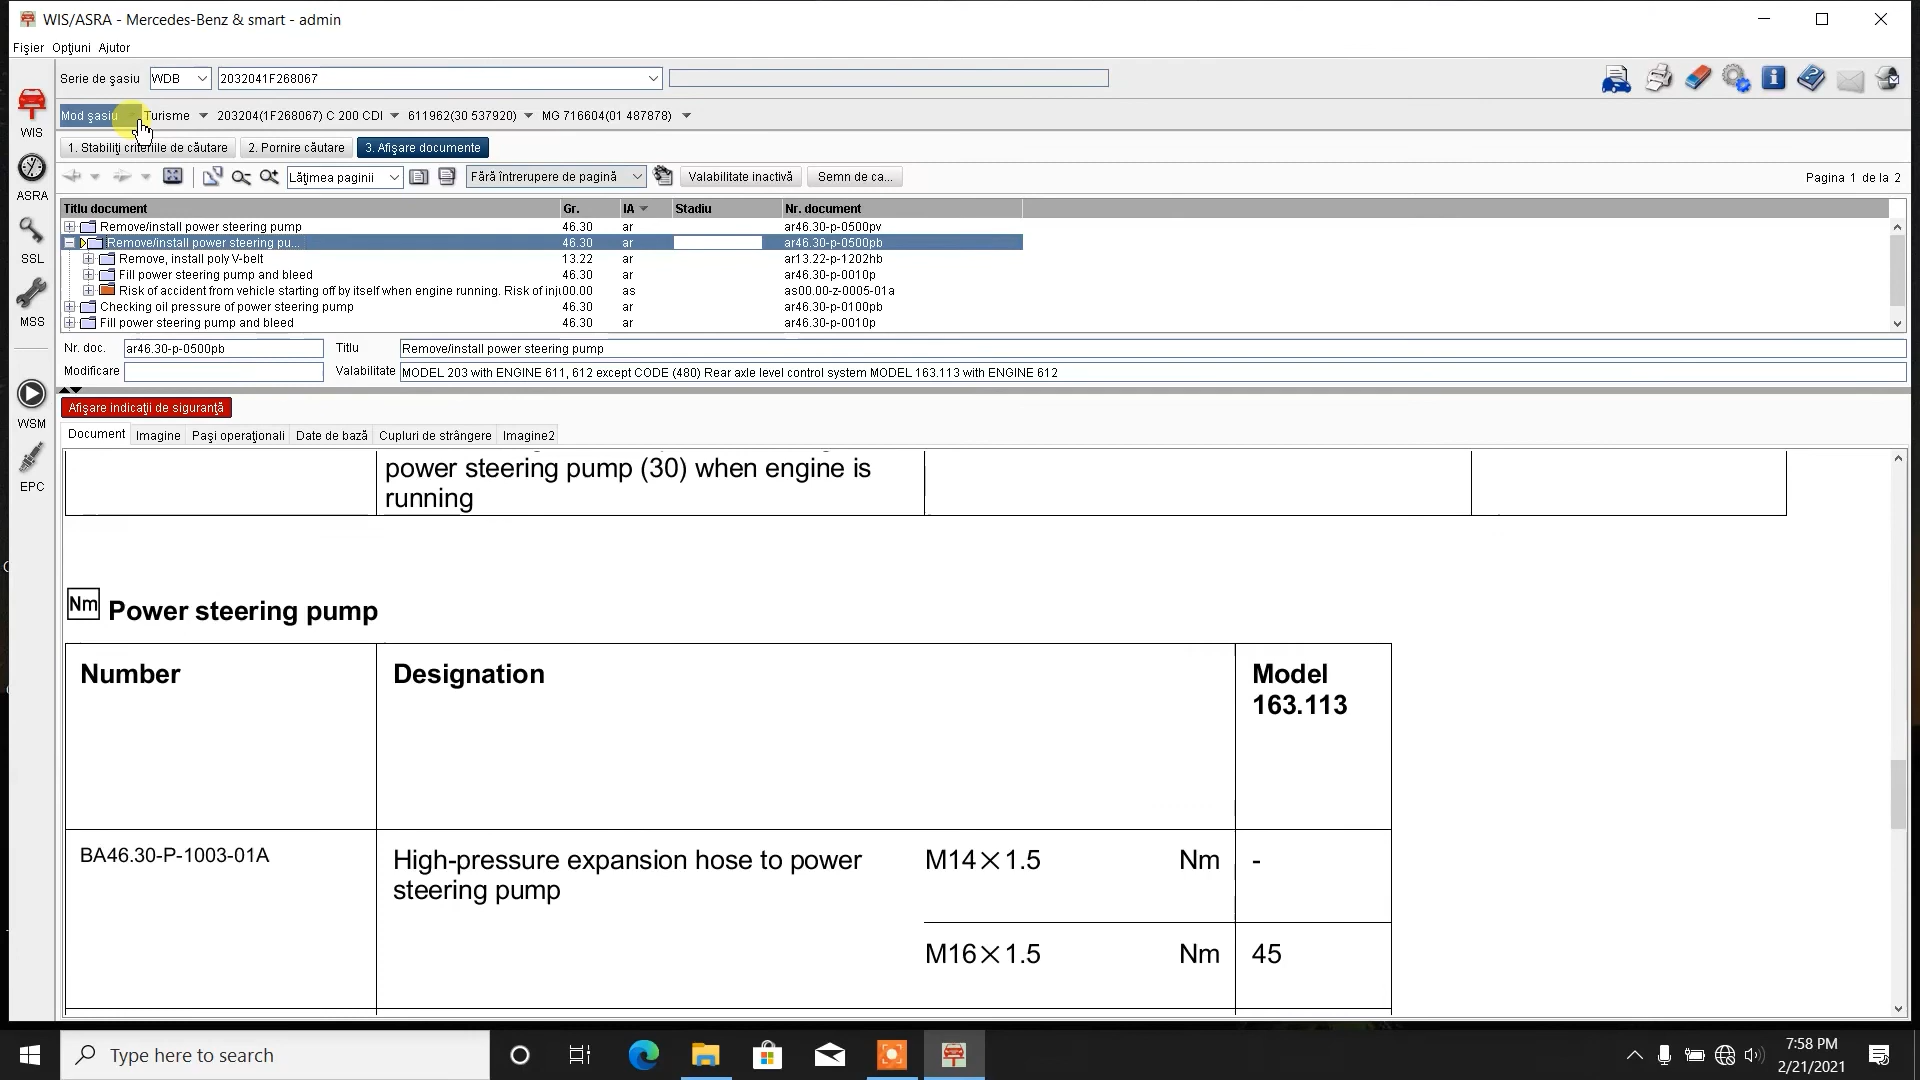 WIS/ASRA - Mercedes-Benz & smart - admin
Fişier Opţiuni Ajutor
Serie de şasiu WDB 2032041F268067
Mod şasiu Turisme 203204(1F268067) C 200 CDI 611962(30 537920) MG 716604(01 487878)
1. Stabiliţi criteriile de căutare 2. Pornire căutare 3. Afişare documente
Lăţimea paginii Fără întrerupere de pagină Valabilitate inactivă Semn de ca... Pagina 1 de la 2
WIS
ASRA
SSL
MSS
WSM
EPC
Titlu document Gr. IA Stadiu Nr. document
Remove/install power steering pump 46.30 ar ar46.30-p-0500pv
Remove/install power steering pu... 46.30 ar ar46.30-p-0500pb
Remove, install poly V-belt 13.22 ar ar13.22-p-1202hb
Fill power steering pump and bleed 46.30 ar ar46.30-p-0010p
Risk of accident from vehicle starting off by itself when engine running. Risk of inju 00.00 as as00.00-z-0005-01a
Checking oil pressure of power steering pump 46.30 ar ar46.30-p-0100pb
Fill power steering pump and bleed 46.30 ar ar46.30-p-0010p
Nr. doc. ar46.30-p-0500pb Titlu Remove/install power steering pump
Modificare Valabilitate MODEL 203 with ENGINE 611, 612 except CODE (480) Rear axle level control system MODEL 163.113 with ENGINE 612
Afişare indicaţii de siguranţă
Document Imagine Paşi operaţionali Date de bază Cupluri de strângere Imagine2
power steering pump (30) when engine is
running
Nm Power steering pump
Number Designation Model
163.113
BA46.30-P-1003-01A High-pressure expansion hose to power M14×1.5 Nm -
steering pump
M16×1.5 Nm 45
Type here to search
7:58 PM
2/21/2021